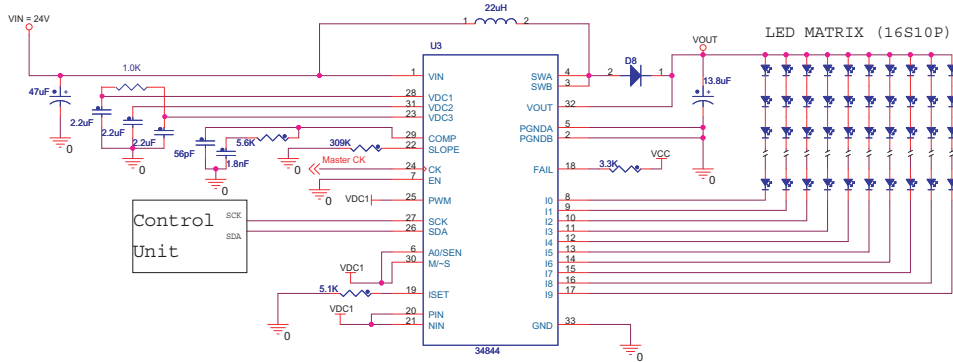 22uH
1 2
VIN = 24V
VOUT
LED MATRIX (16S10P)
U3
1.0K
D8
1 VIN
SWA 4
2 1
SWB 3
47uF
13.8uF
28 VDC1
31 VDC2
23 VDC3
VOUT 32
2.2uF
2.2uF
2.2uF
0
PGNDA 5
PGNDB 2
5.6K
29 COMP
309K
22 SLOPE
56pF
1.8nF
0
0
Master CK
24 CK
7 EN
FAIL 18
3.3K
VCC
0
0
0
0
VDC1
25 PWM
I0 8
I1 9
I2 10
I3 11
I4 12
I5 13
I6 14
I7 15
I8 16
I9 17
Control Unit
SCK
SDA
27 SCK
26 SDA
6 A0/SEN
30 M/~S
VDC1
5.1K
19 ISET
VDC1
20 PIN
21 NIN
0
GND 33
0
34844